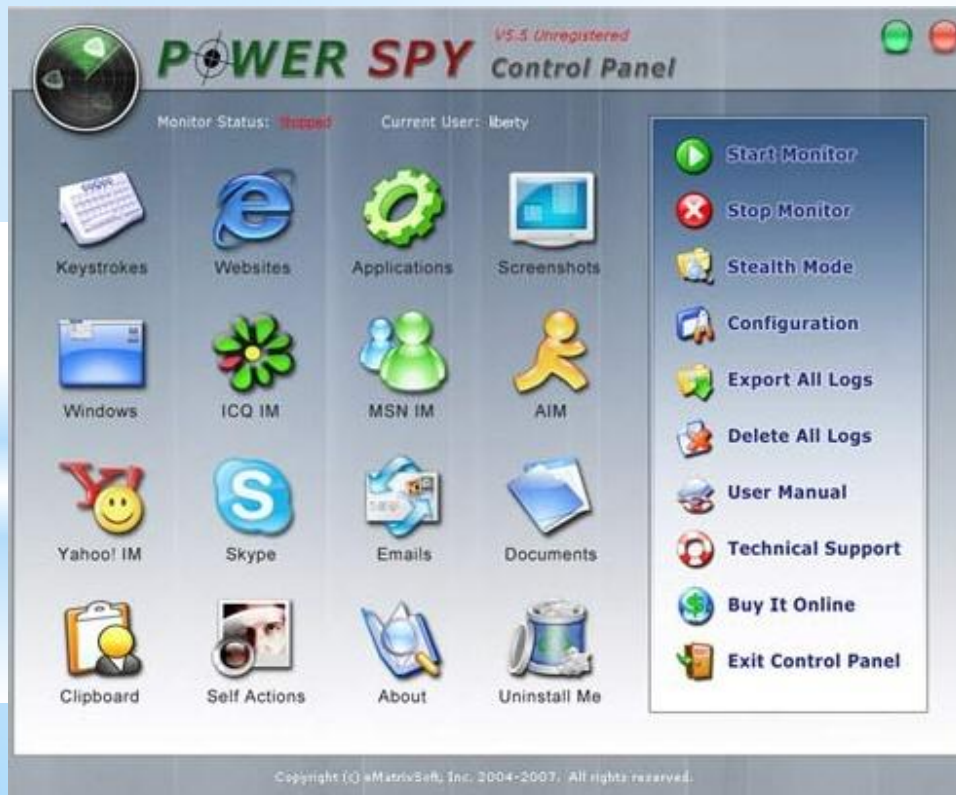 POWER SPY
V5.5 Unregistered
Control Panel
Monitor Status: Stopped Current User: liberty
Keystrokes Websites Applications Screenshots
Windows ICQ IM MSN IM AIM
Yahoo! IM Skype Emails Documents
Clipboard Self Actions About Uninstall Me
Start Monitor
Stop Monitor
Stealth Mode
Configuration
Export All Logs
Delete All Logs
User Manual
Technical Support
Buy It Online
Exit Control Panel
Copyright (c) eMatrixSoft, Inc. 2004-2007. All rights reserved.